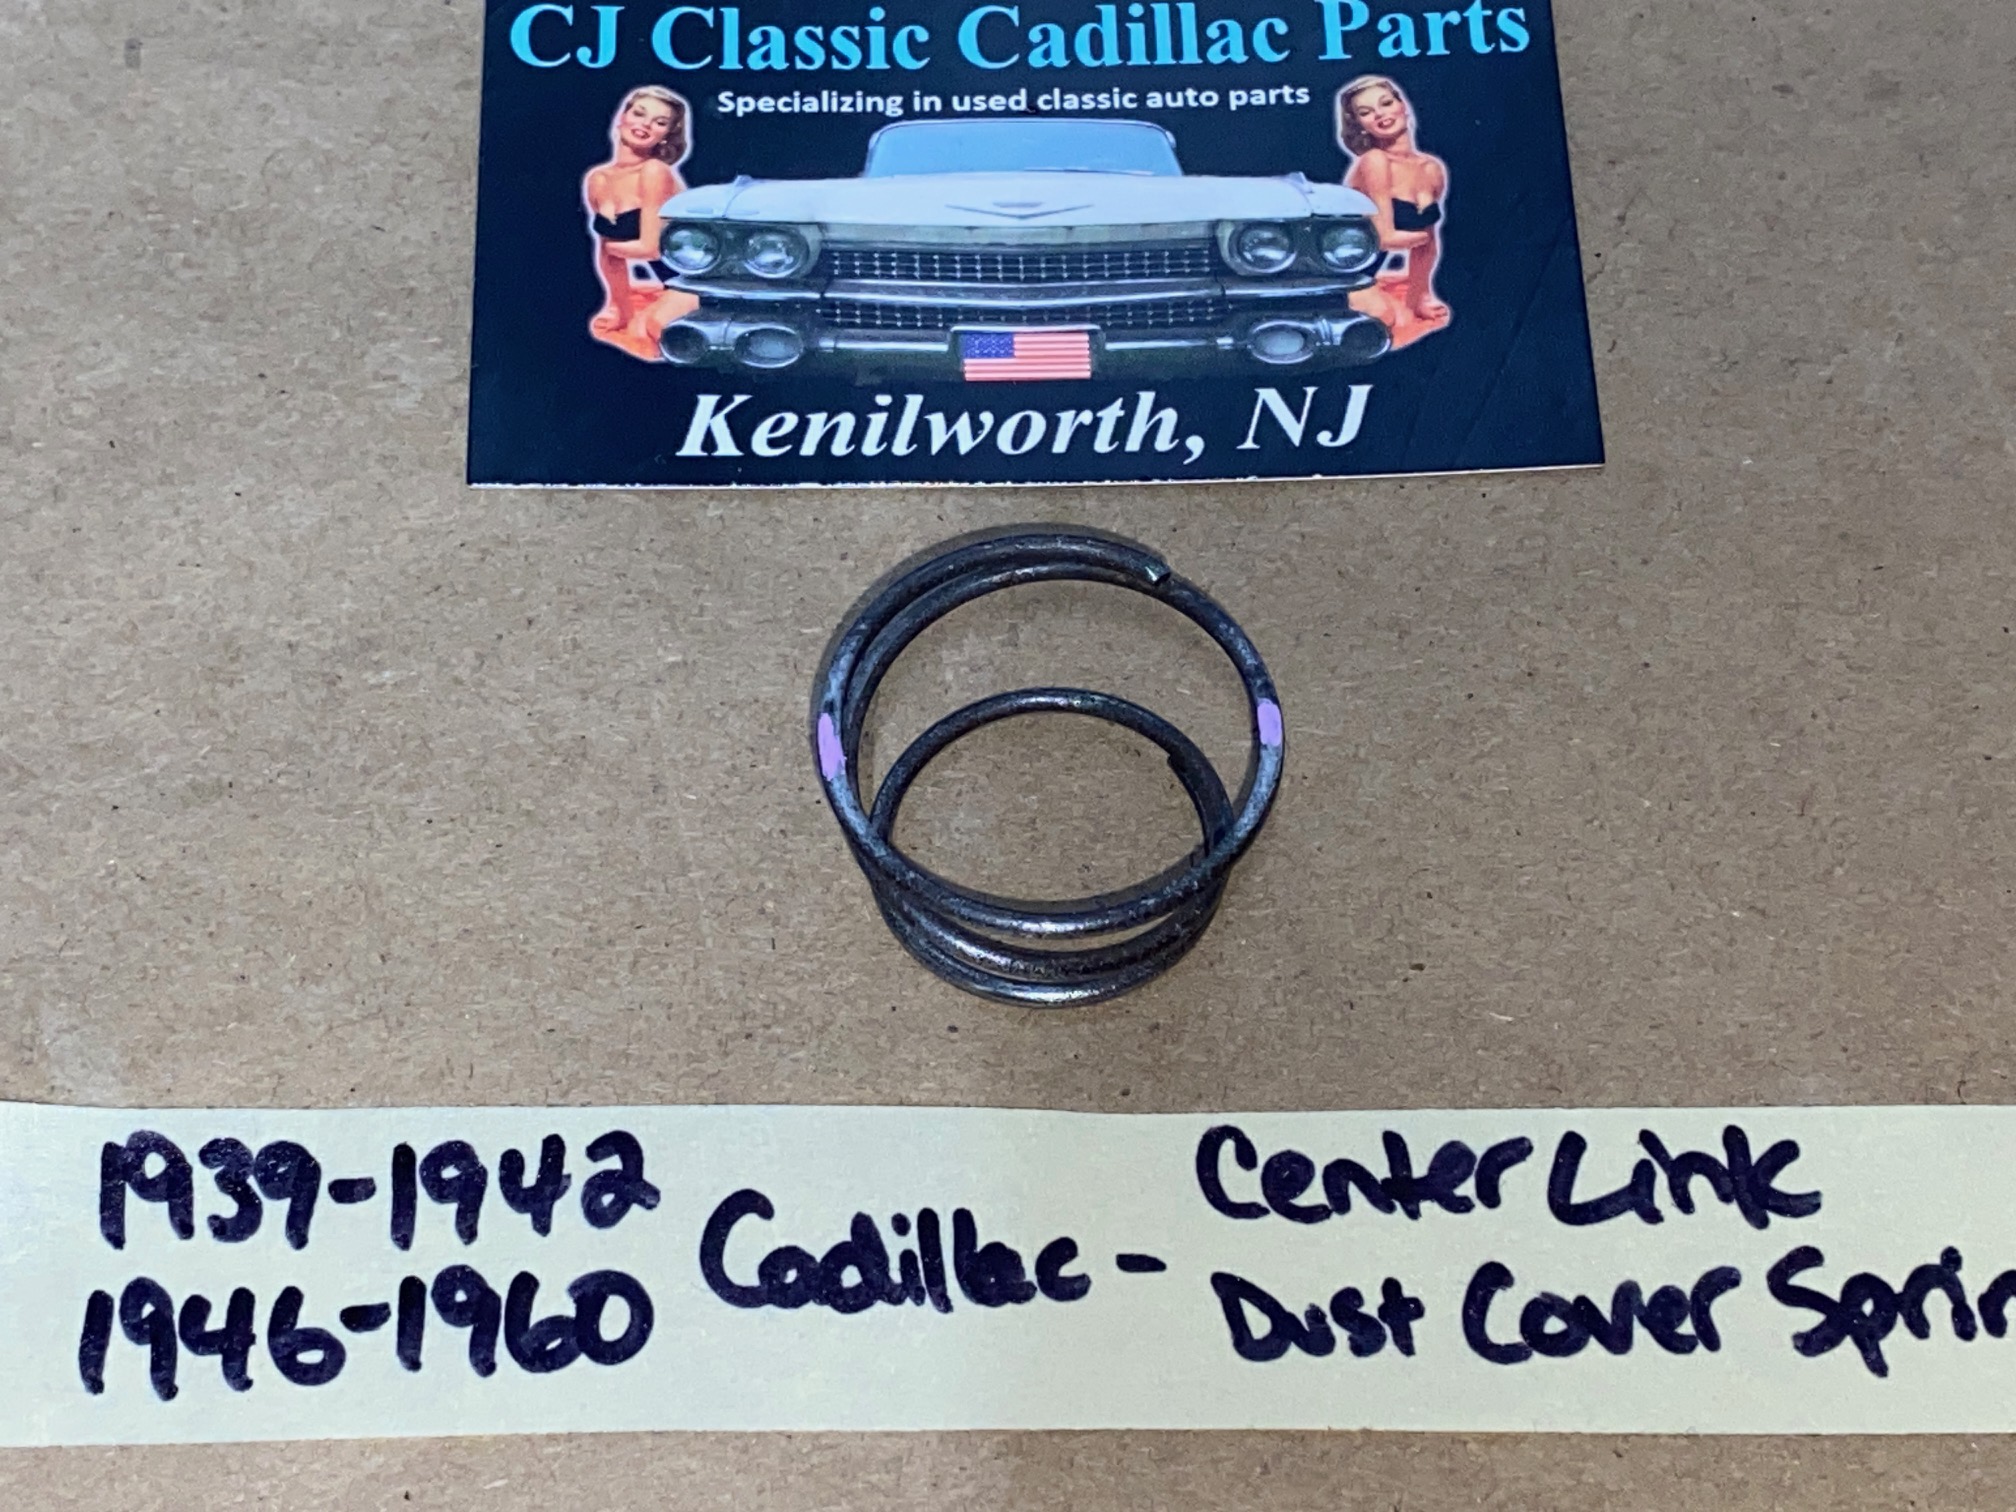 CJ Classic Cadillac Parts
Specializing in used classic auto parts
Kenilworth, NJ
1939-1942
1946-1960
Cadillac -
Center Link
Dust Cover Sprin